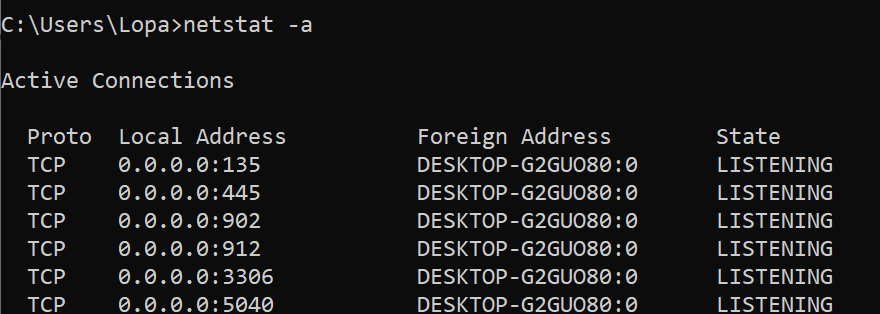 C:\Users\Lopa>netstat -a
Active Connections
Proto  Local Address          Foreign Address        State
TCP    0.0.0.0:135            DESKTOP-G2GUO80:0      LISTENING
TCP    0.0.0.0:445            DESKTOP-G2GUO80:0      LISTENING
TCP    0.0.0.0:902            DESKTOP-G2GUO80:0      LISTENING
TCP    0.0.0.0:912            DESKTOP-G2GUO80:0      LISTENING
TCP    0.0.0.0:3306           DESKTOP-G2GUO80:0      LISTENING
TCP    0.0.0.0:5040           DESKTOP-G2GUO80:0      LISTENING